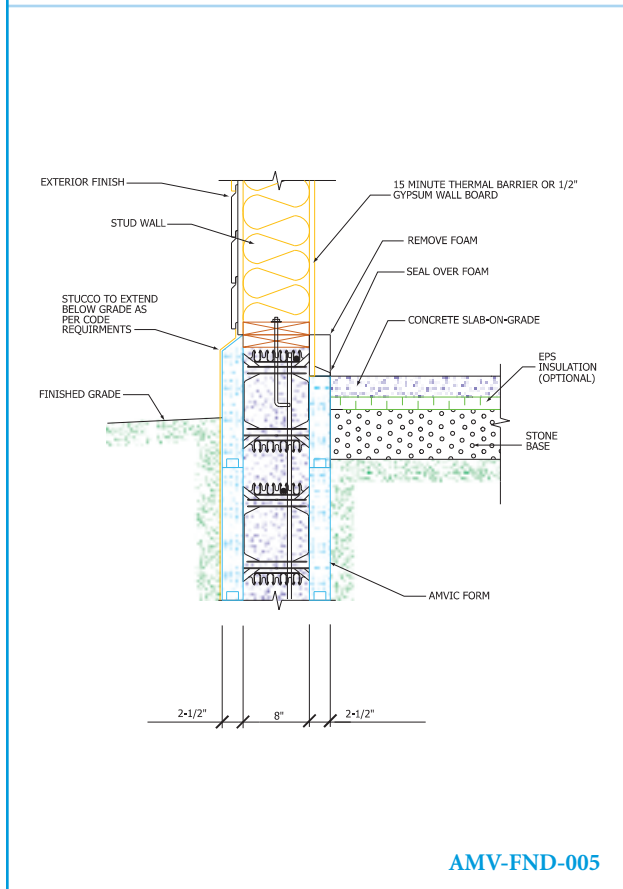 EXTERIOR FINISH
15 MINUTE THERMAL BARRIER OR 1/2"
GYPSUM WALL BOARD
STUD WALL
REMOVE FOAM
SEAL OVER FOAM
STUCCO TO EXTEND
BELOW GRADE AS
PER CODE
REQUIRMENTS
CONCRETE SLAB-ON-GRADE
EPS
INSULATION
(OPTIONAL)
FINISHED GRADE
STONE
BASE
AMVIC FORM
2-1/2"
8"
2-1/2"
AMV-FND-005